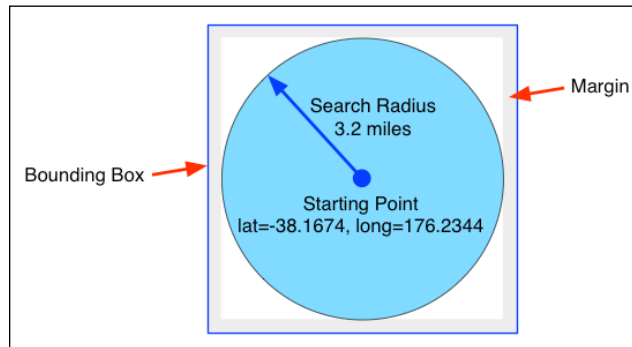 Search Radius
3.2 miles
Margin
Bounding Box
Starting Point
lat=-38.1674, long=176.2344